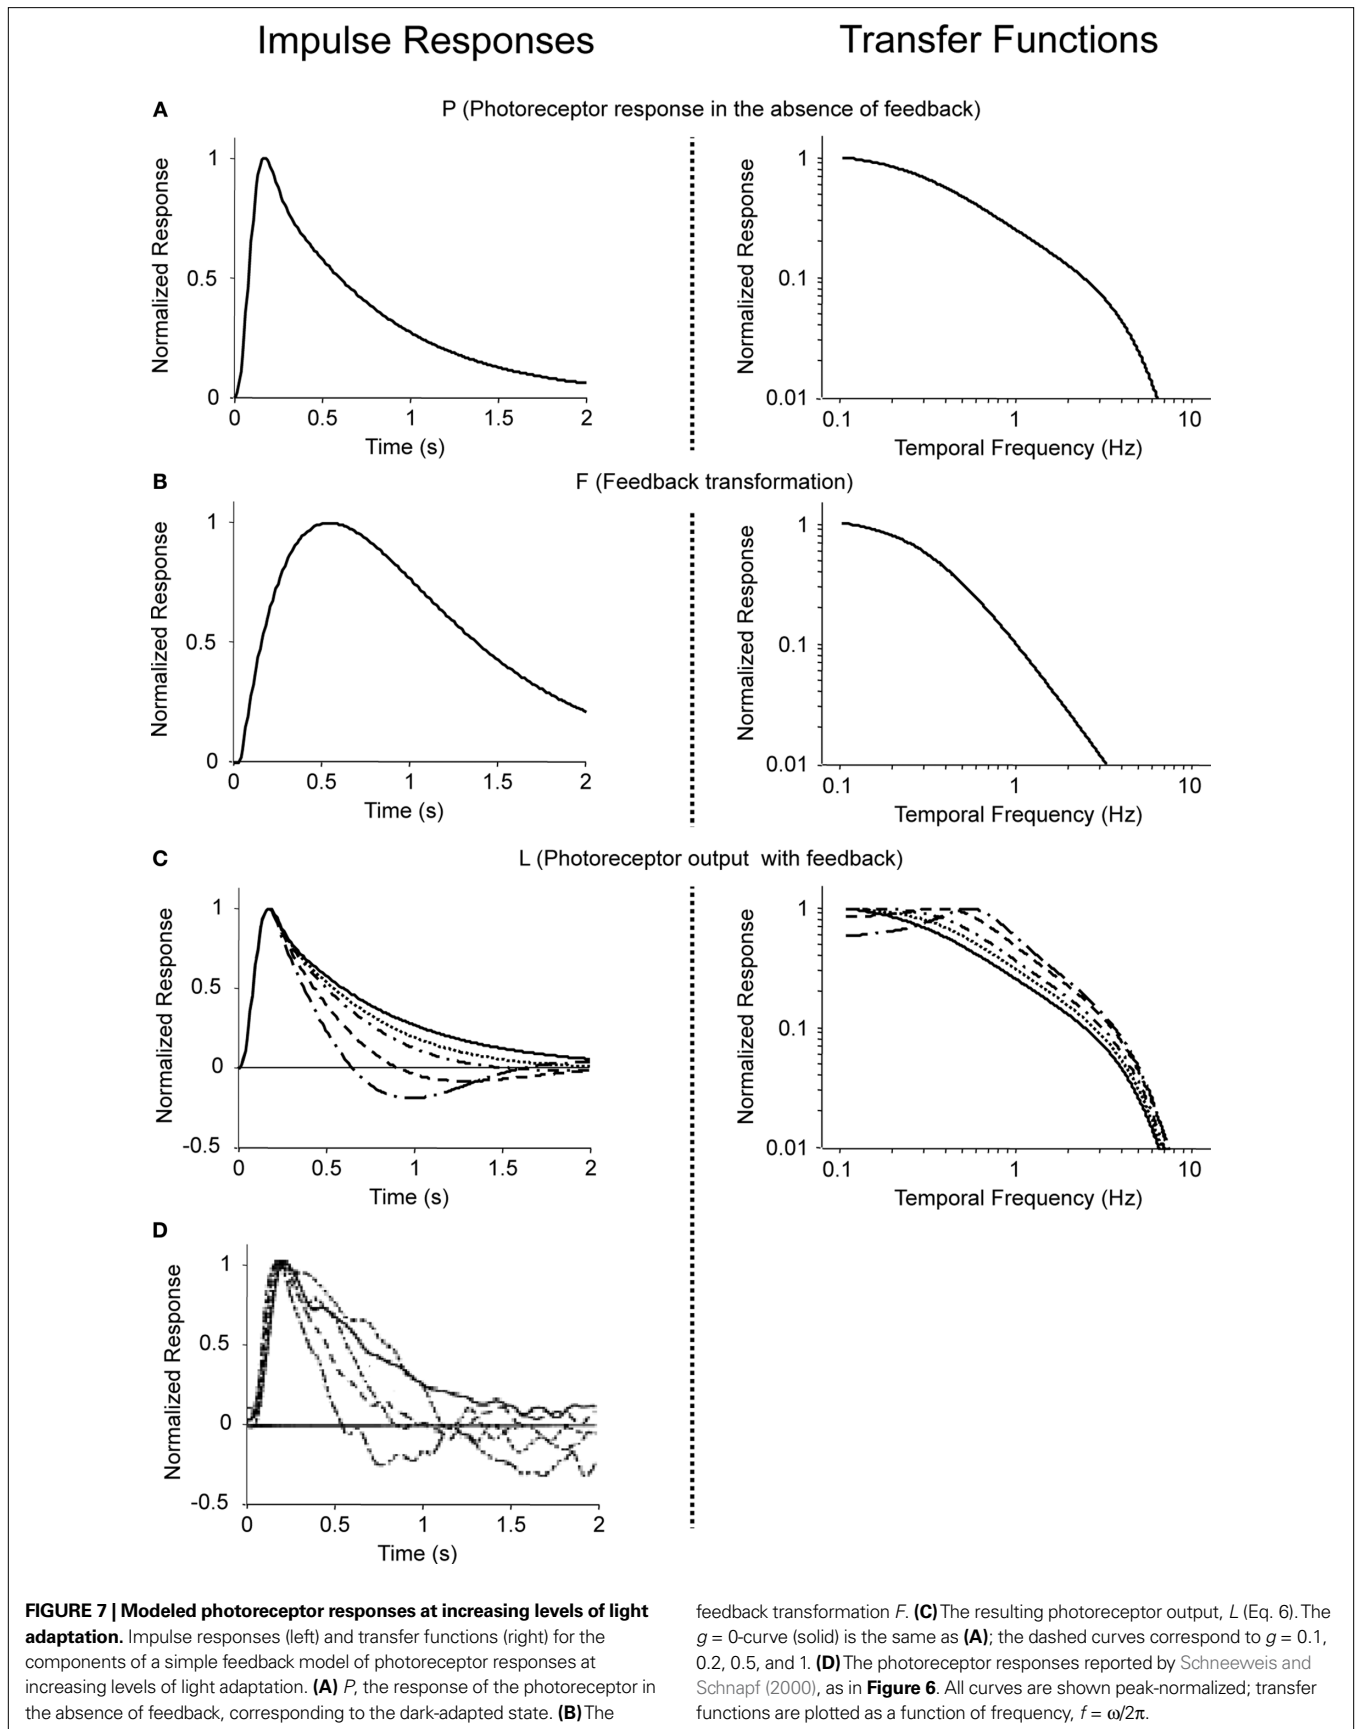 Impulse Responses
Transfer Functions
A
P (Photoreceptor response in the absence of feedback)
Normalized Response
1
0.5
0
0
0.5
1
1.5
2
Time (s)
Normalized Response
1
0.1
0.01
0.1
1
10
Temporal Frequency (Hz)
B
F (Feedback transformation)
Normalized Response
1
0.5
0
0
0.5
1
1.5
2
Time (s)
Normalized Response
1
0.1
0.01
0.1
1
10
Temporal Frequency (Hz)
C
L (Photoreceptor output with feedback)
Normalized Response
1
0.5
0
-0.5
0
0.5
1
1.5
2
Time (s)
Normalized Response
1
0.1
0.01
0.1
1
10
Temporal Frequency (Hz)
D
Normalized Response
1
0.5
0
-0.5
0
0.5
1
1.5
2
Time (s)
FIGURE 7 | Modeled photoreceptor responses at increasing levels of light
adaptation. Impulse responses (left) and transfer functions (right) for the
components of a simple feedback model of photoreceptor responses at
increasing levels of light adaptation. (A) P, the response of the photoreceptor in
the absence of feedback, corresponding to the dark-adapted state. (B) The
feedback transformation F. (C) The resulting photoreceptor output, L (Eq. 6). The
g = 0-curve (solid) is the same as (A); the dashed curves correspond to g = 0.1,
0.2, 0.5, and 1. (D) The photoreceptor responses reported by Schneeweis and
Schnapf (2000), as in Figure 6. All curves are shown peak-normalized; transfer
functions are plotted as a function of frequency, f = ω/2π.